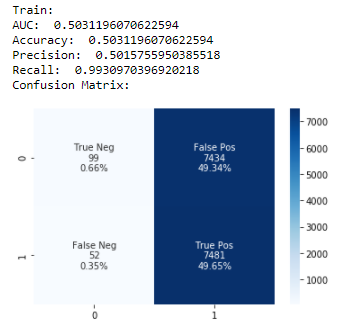 Train:
AUC:  0.5031196070622594
Accuracy:  0.5031196070622594
Precision:  0.5015755950385518
Recall:  0.9930970396920218
Confusion Matrix:
True Neg
99
0.66%
False Pos
7434
49.34%
False Neg
52
0.35%
True Pos
7481
49.65%
0
1
0
1
7000
6000
5000
4000
3000
2000
1000